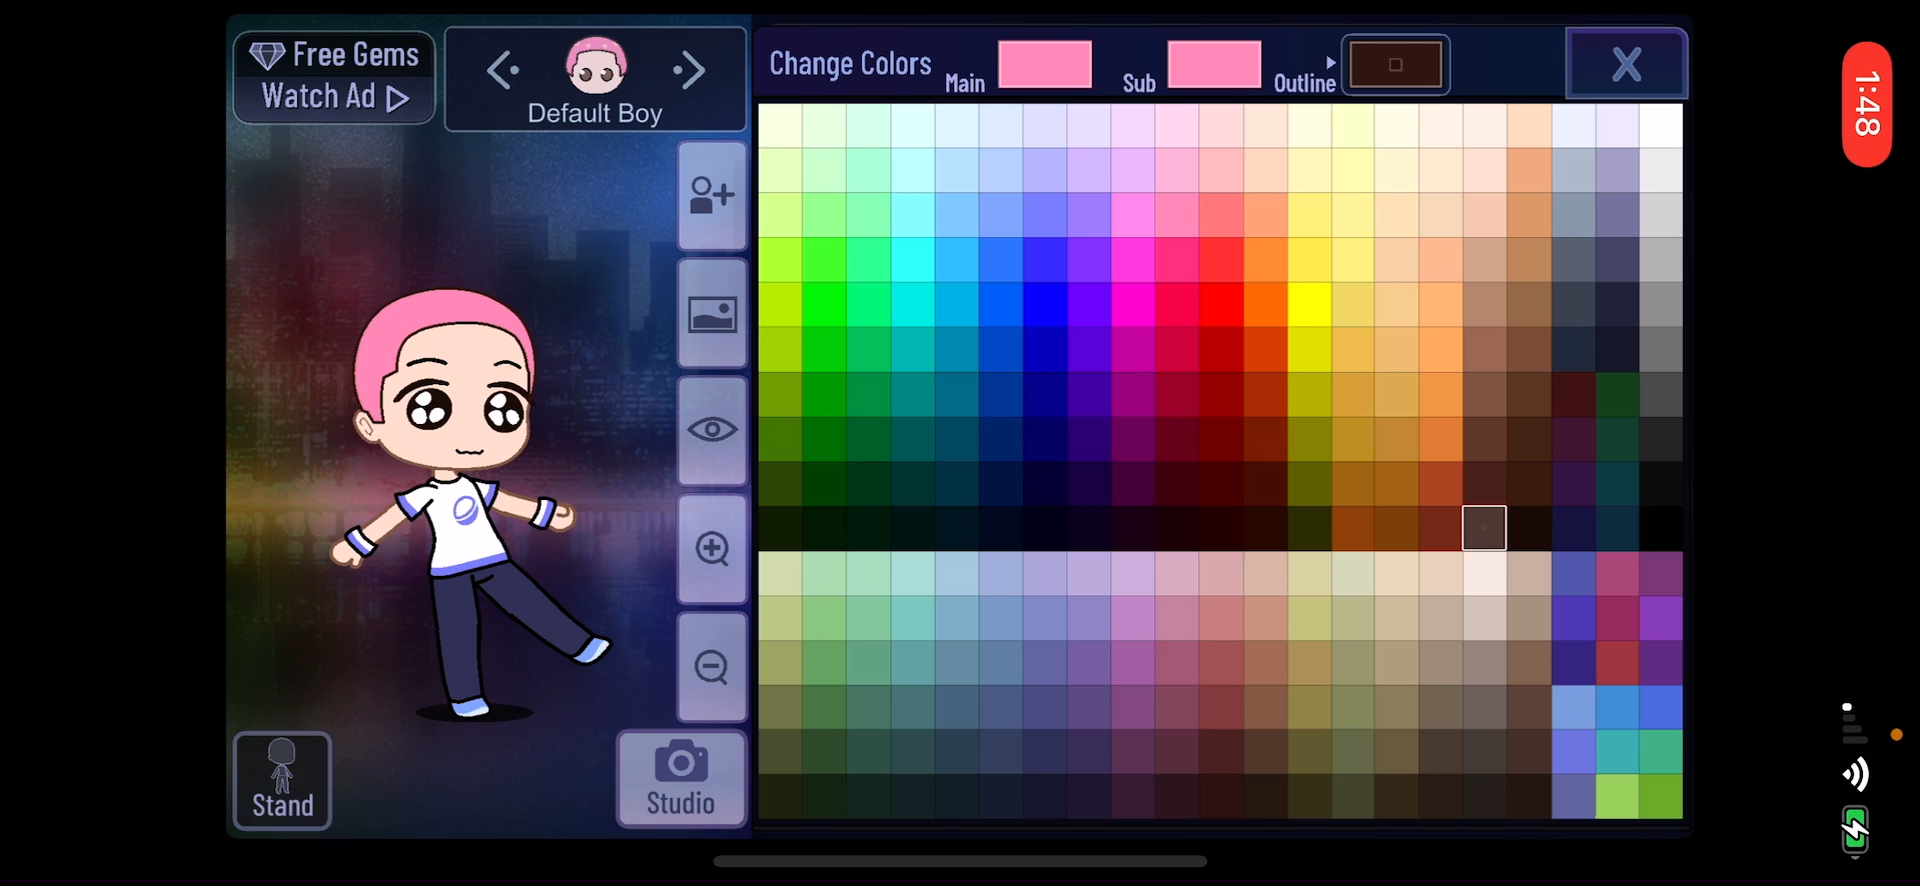 Free Gems
Watch Ad
Default Boy
Change Colors
Main
Sub
Outline
X
1:48
Stand
Studio